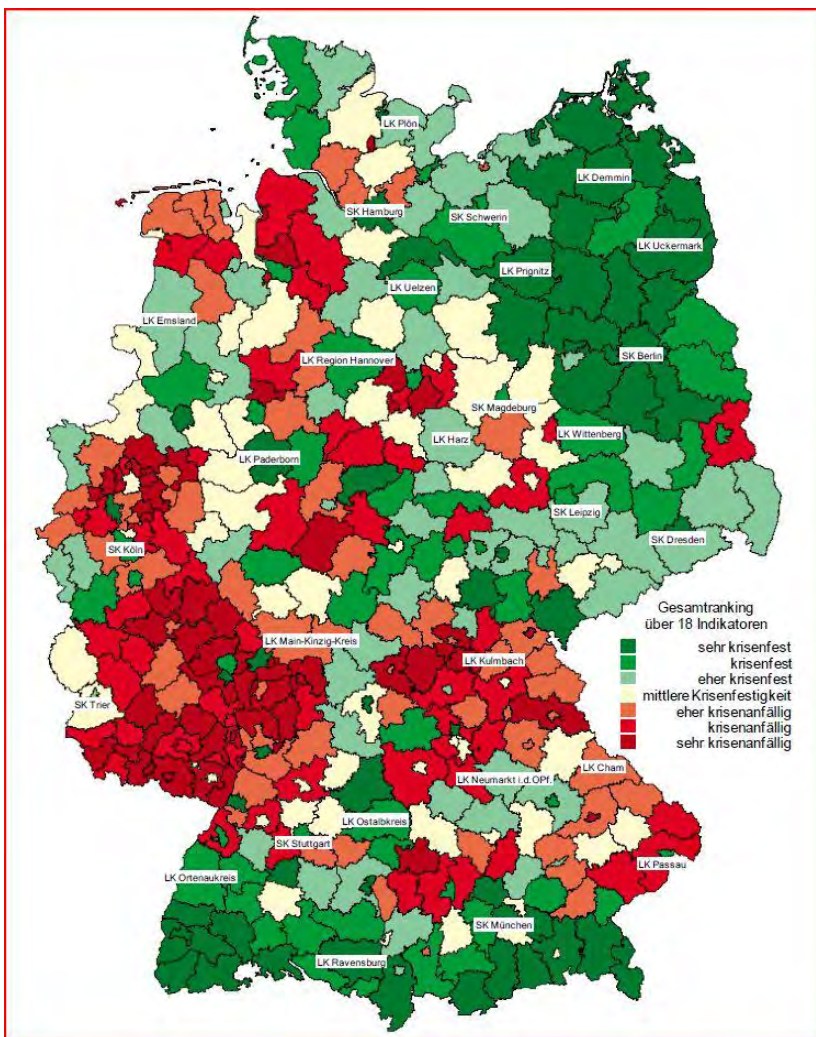 LK Plön
LK Demmin
SK Hamburg
SK Schwerin
LK Uckermark
LK Prignitz
LK Uelzen
LK Emsland
LK Region Hannover
SK Berlin
SK Magdeburg
LK Wittenberg
LK Harz
LK Paderborn
SK Leipzig
SK Dresden
SK Köln
Gesamtranking
über 18 Indikatoren
sehr krisenfest
krisenfest
eher krisenfest
mittlere Krisenfestigkeit
eher krisenanfällig
krisenanfällig
sehr krisenanfällig
LK Main-Kinzig-Kreis
LK Kulmbach
SK Trier
LK Cham
LK Neumarkt i.d.OPf.
LK Ostalbkreis
SK Stuttgart
LK Passau
LK Ortenaukreis
SK München
LK Ravensburg